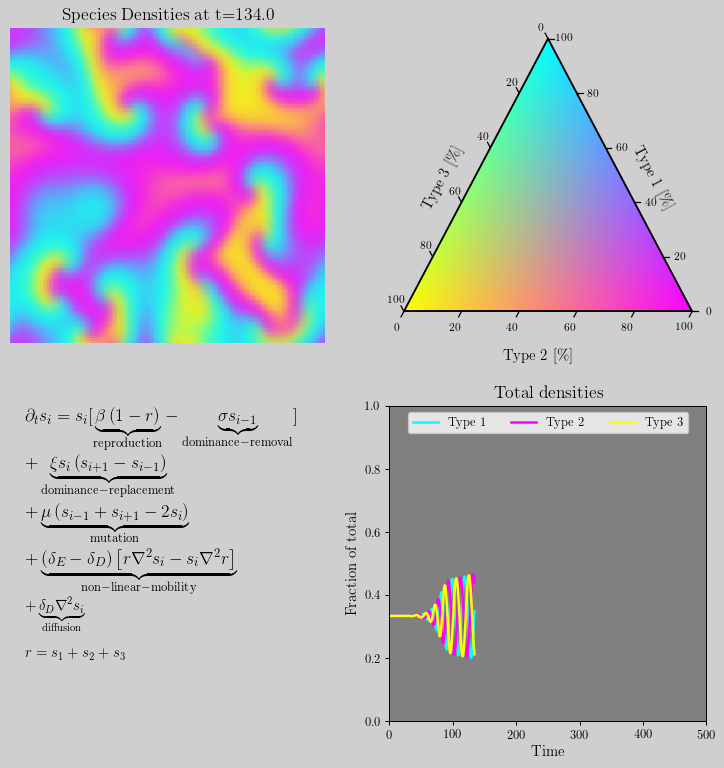 Species Densities at t=134.0
0
100
20
80
40
60
Type 3 [%]
Type 1 [%]
60
40
80
20
100
0
0
20
40
60
80
100
Type 2 [%]
∂ₜsᵢ = sᵢ[β (1 − r) − σsᵢ₋₁ ]
reproduction dominance−removal
+ ξsᵢ (sᵢ₊₁ − sᵢ₋₁)
dominance−replacement
+ μ (sᵢ₋₁ + sᵢ₊₁ − 2sᵢ)
mutation
+ (δ_E − δ_D) [r∇²sᵢ − sᵢ∇²r]
non−linear−mobility
+ δ_D∇²sᵢ
diffusion
r = s₁ + s₂ + s₃
Total densities
Type 1 Type 2 Type 3
1.0
0.8
0.6
0.4
0.2
0.0
Fraction of total
0 100 200 300 400 500
Time